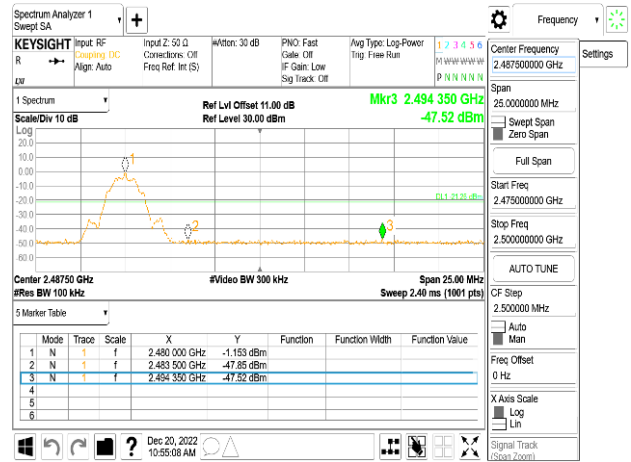 Spectrum Analyzer 1
Swept SA
Frequency
KEYSIGHT
R
Input: RF
Coupling: DC
Align: Auto
Input Z: 50 Ω
Corrections: Off
Freq Ref: Int (S)
#Atten: 30 dB
PNO: Fast
Gate: Off
IF Gain: Low
Sig Track: Off
Avg Type: Log-Power
Trig: Free Run
1 2 3 4 5 6
M W W W W W
P N N N N N
1 Spectrum
Scale/Div 10 dB
Ref Lvl Offset 11.00 dB
Ref Level 30.00 dBm
Mkr3 2.494 350 GHz
-47.52 dBm
Log
20.0
10.0
0.00
-10.0
-20.0
-30.0
-40.0
-50.0
-60.0
1
2
3
Center 2.48750 GHz
#Res BW 100 kHz
#Video BW 300 kHz
Span 25.00 MHz
Sweep 2.40 ms (1001 pts)
5 Marker Table
Mode Trace Scale X Y Function Function Width Function Value
1 N 1 f 2.480 000 GHz -1.153 dBm
2 N 1 f 2.483 500 GHz -47.85 dBm
3 N 1 f 2.494 350 GHz -47.52 dBm
4
5
6
?
Dec 20, 2022
10:55:08 AM
Center Frequency
2.487500000 GHz
Settings
Span
25.0000000 MHz
Swept Span
Zero Span
Full Span
Start Freq
2.475000000 GHz
Stop Freq
2.500000000 GHz
AUTO TUNE
CF Step
2.500000 MHz
Auto
Man
Freq Offset
0 Hz
X Axis Scale
Log
Lin
Signal Track
(Span Zoom)